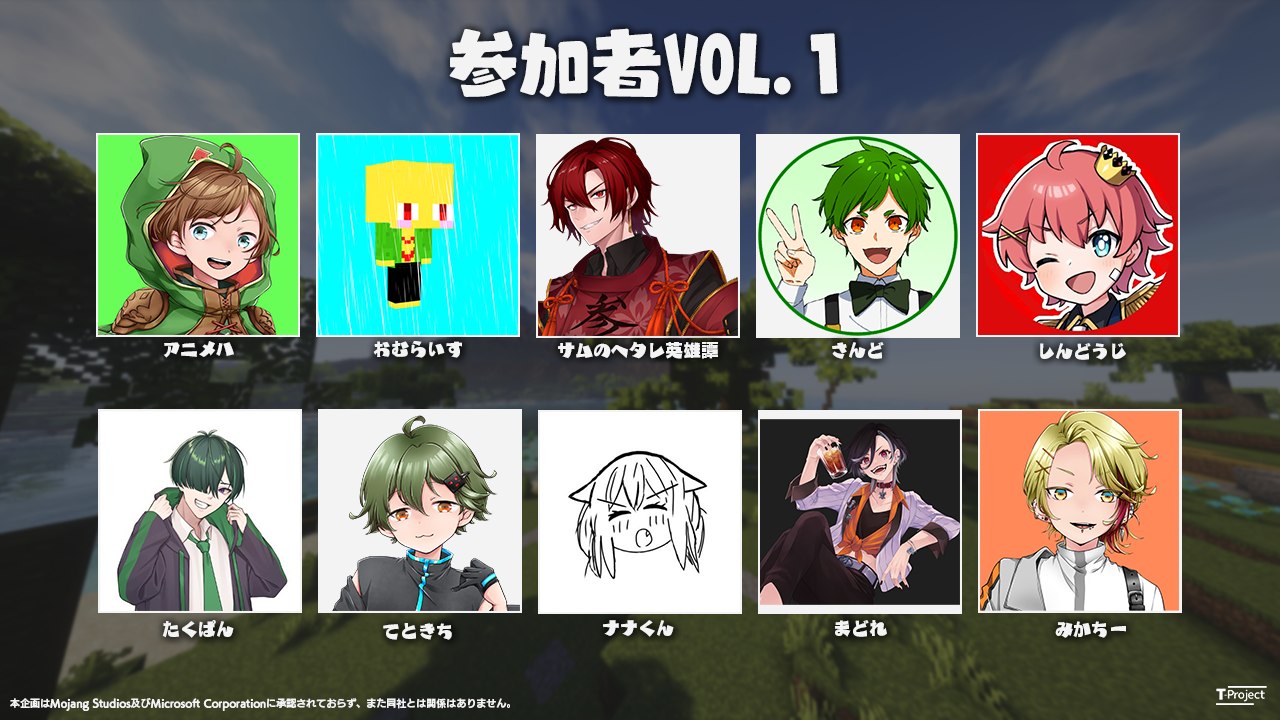 参加者VOL.1
アニメハ
おむらいす
サムのヘタレ英雄譚
さんど
しんどうじ
たくぱん
てときち
ナナくん
まどれ
みかちー
本企画はMojang Studios及びMicrosoft Corporationに承認されておらず、また同社とは関係はありません。
T-Project